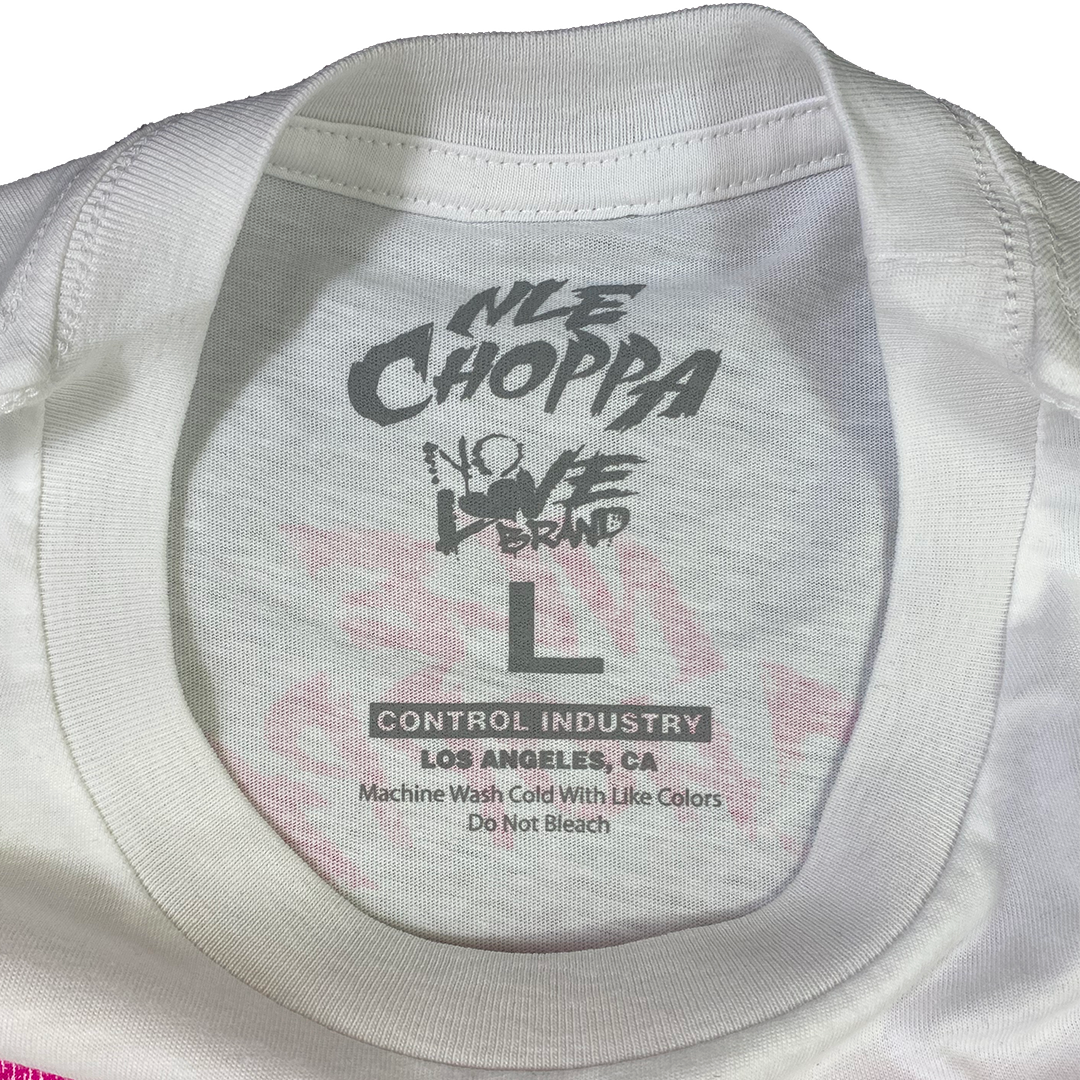 NLE
CHOPPA
NO
LOVE
BRAND
L
CONTROL INDUSTRY
LOS ANGELES, CA
Machine Wash Cold With Like Colors
Do Not Bleach